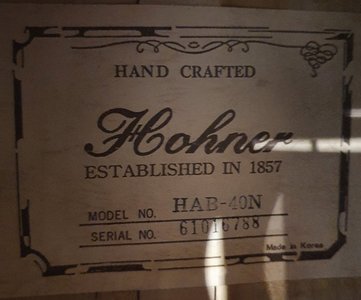 HAND CRAFTED
Hohner
ESTABLISHED IN 1857
MODEL NO. HAB-40N
SERIAL NO. 61016788
Made in Korea